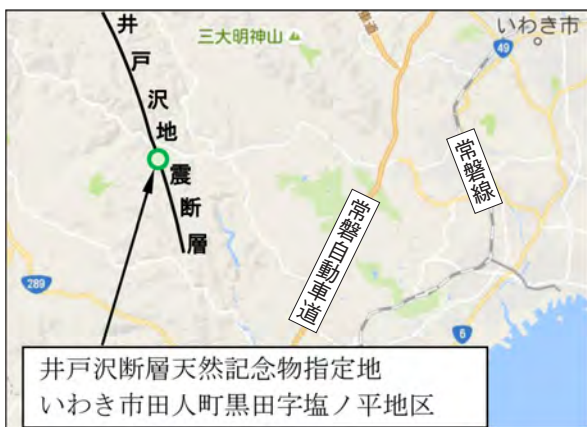 井戸沢地震断層
三大明神山
いわき市
49
常磐線
常磐自動車道
289
6
井戸沢断層天然記念物指定地
いわき市田人町黒田字塩ノ平地区